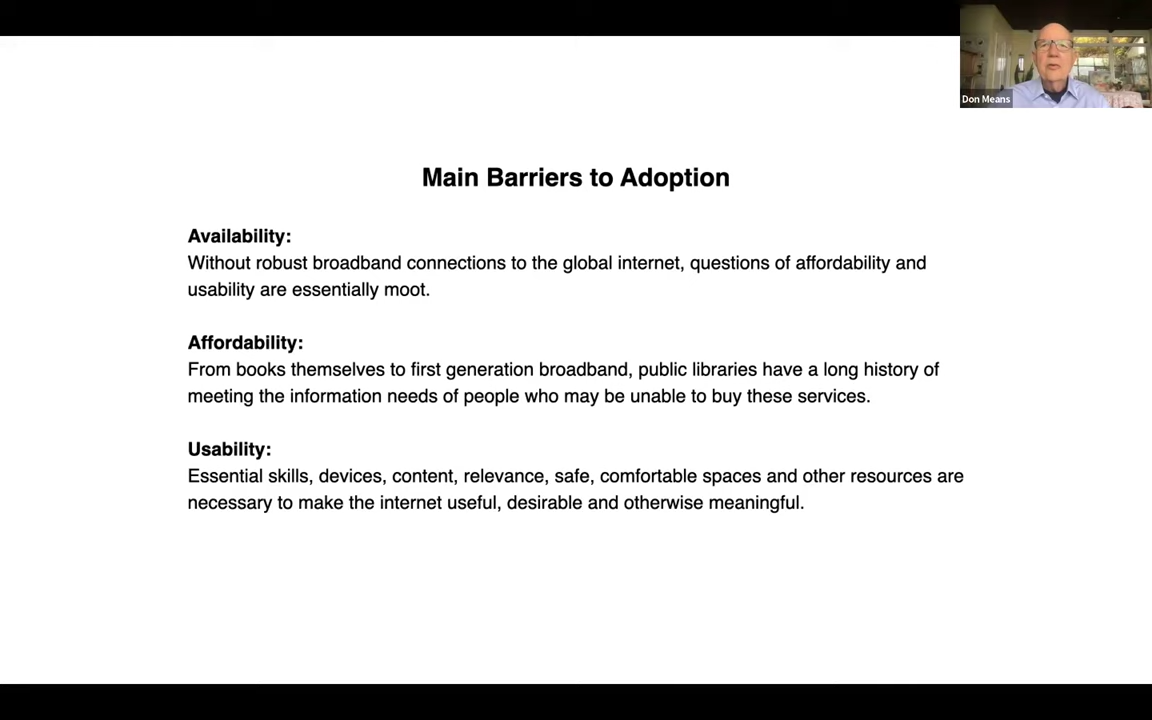 Don Means
Main Barriers to Adoption
Availability:
Without robust broadband connections to the global internet, questions of affordability and
usability are essentially moot.
Affordability:
From books themselves to first generation broadband, public libraries have a long history of
meeting the information needs of people who may be unable to buy these services.
Usability:
Essential skills, devices, content, relevance, safe, comfortable spaces and other resources are
necessary to make the internet useful, desirable and otherwise meaningful.